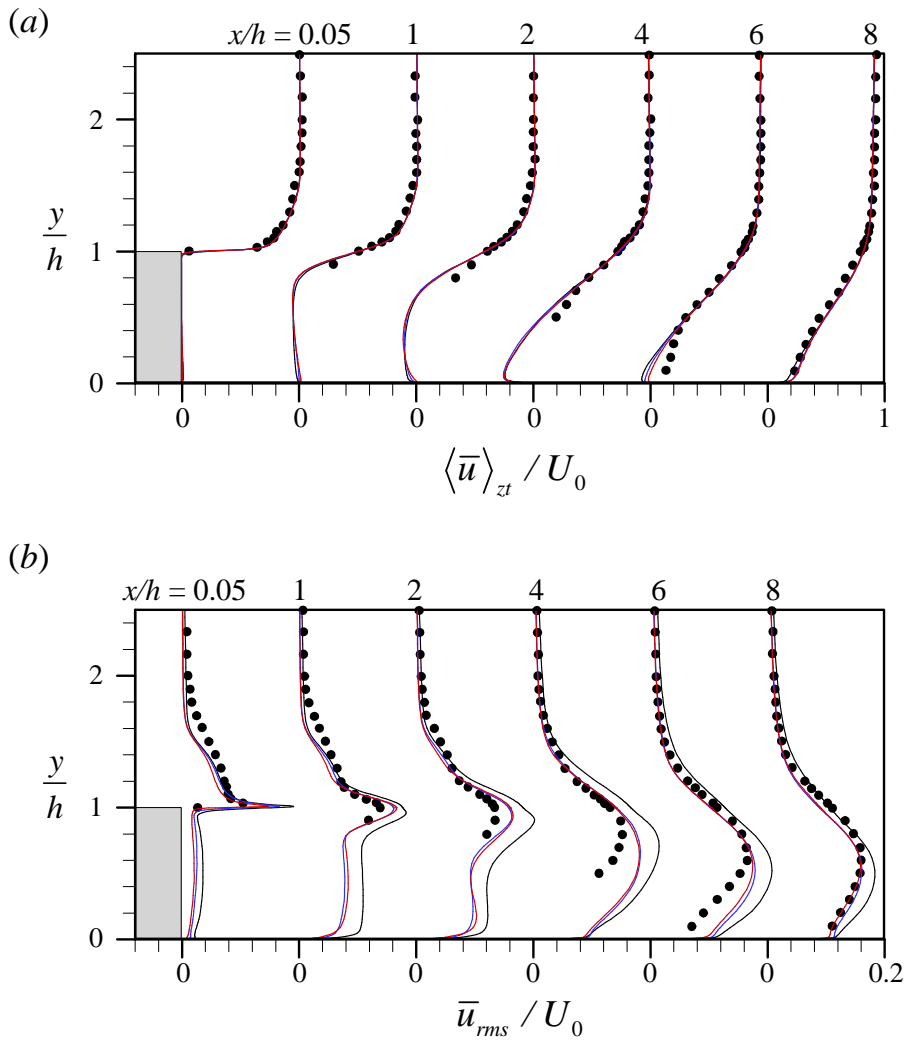 (a)
x/h = 0.05 1 2 4 6 8
2
y/h
1
0
0 0 0 0 0 0 1
⟨u̅⟩zt / U0
(b)
x/h = 0.05 1 2 4 6 8
2
y/h
1
0
0 0 0 0 0 0 0.2
u̅rms / U0